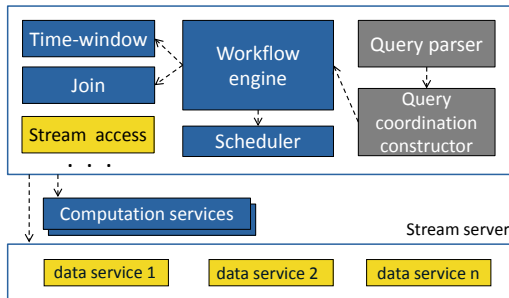 Time-window
Join
Stream access
. . .
Workflow
engine
Scheduler
Query parser
Query
coordination
constructor
Computation services
Stream server
data service 1
data service 2
data service n